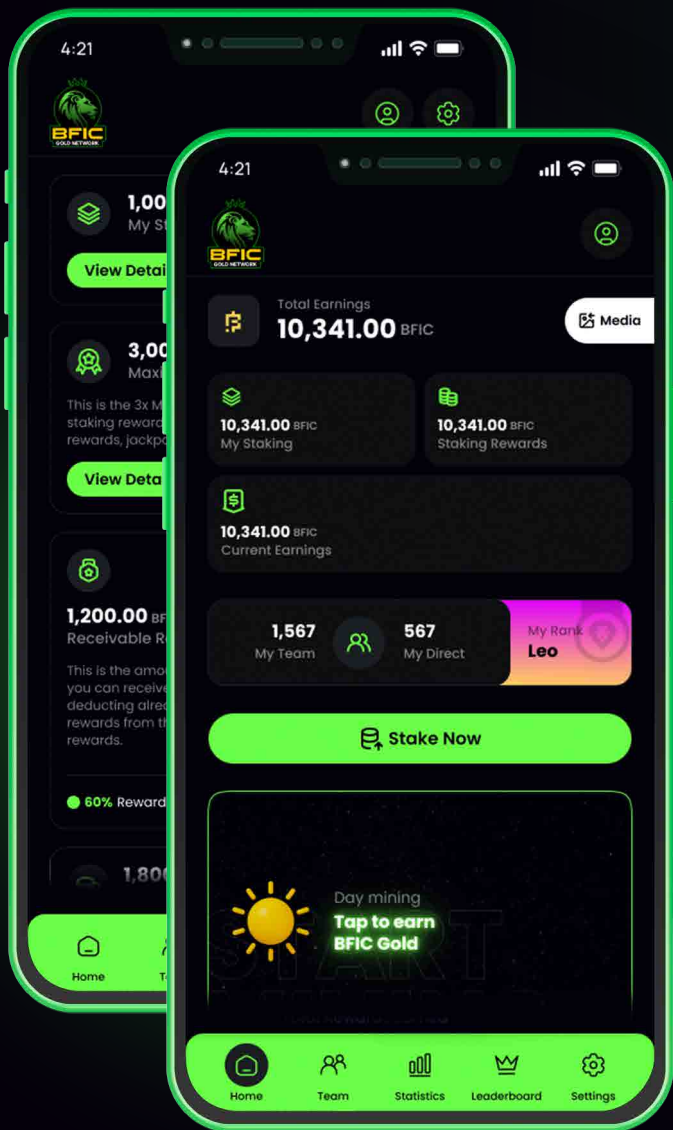 4:21
BFIC
GOLD NETWORK
1,00
My St
View Detai
3,00
Maxi
This is the 3x M
staking reward
rewards, jackpo
View Deta
1,200.00 BF
Receivable R
This is the amo
you can receive
deducting alrea
rewards from th
rewards.
60% Reward
1,80
Home
4:21
BFIC
GOLD NETWORK
Total Earnings
10,341.00 BFIC
Media
10,341.00 BFIC
My Staking
10,341.00 BFIC
Staking Rewards
10,341.00 BFIC
Current Earnings
1,567
My Team
567
My Direct
My Rank
Leo
Stake Now
START
Day mining
Tap to earn
BFIC Gold
Home
Team
Statistics
Leaderboard
Settings